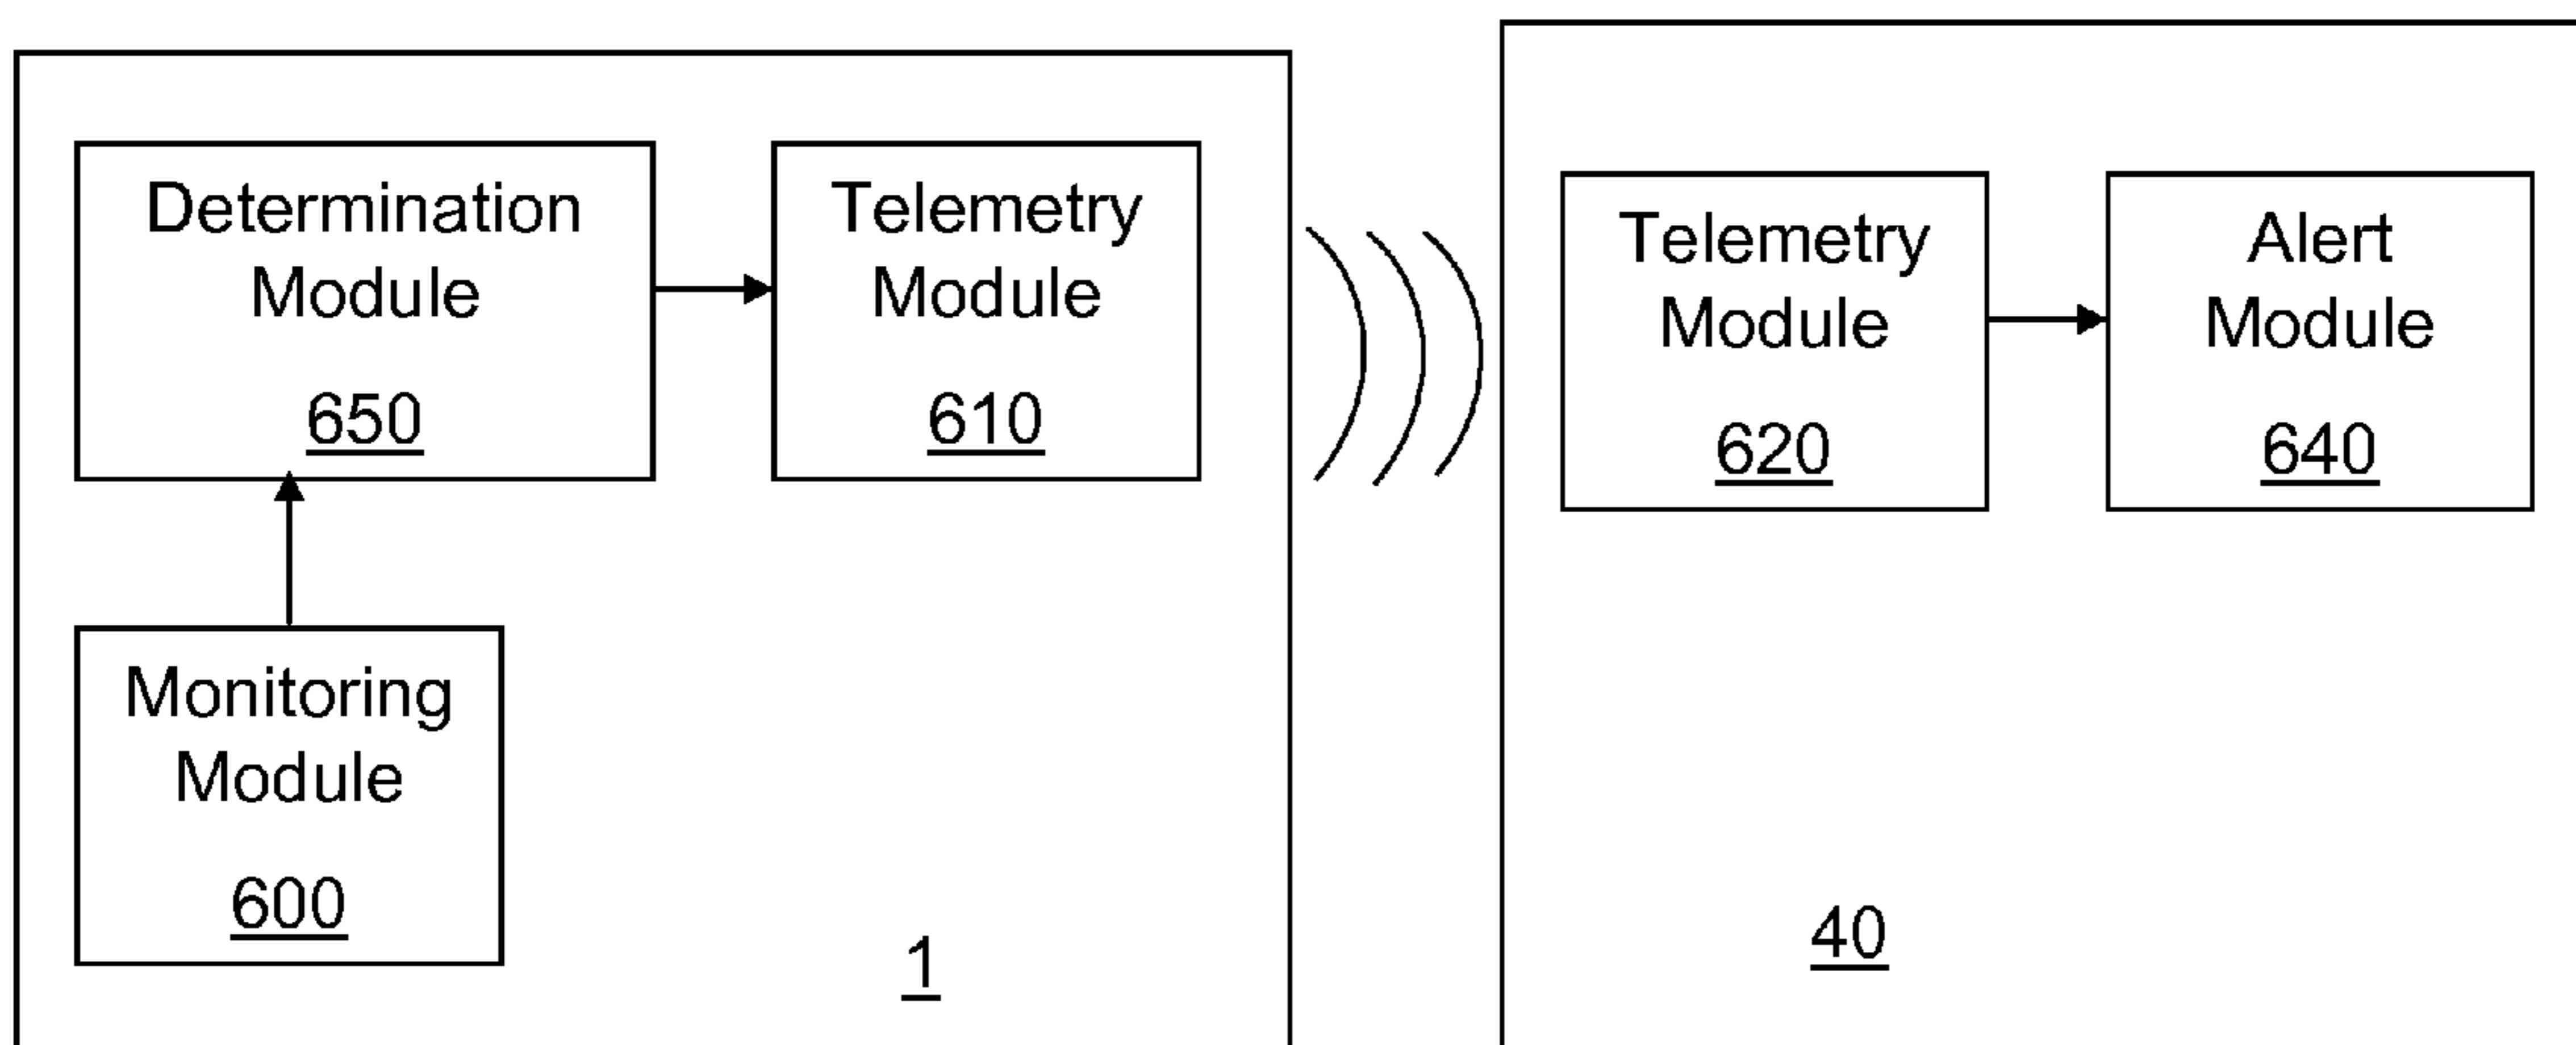 Determination
Module
650
Telemetry
Module
610
Monitoring
Module
600
1
Telemetry
Module
620
Alert
Module
640
40